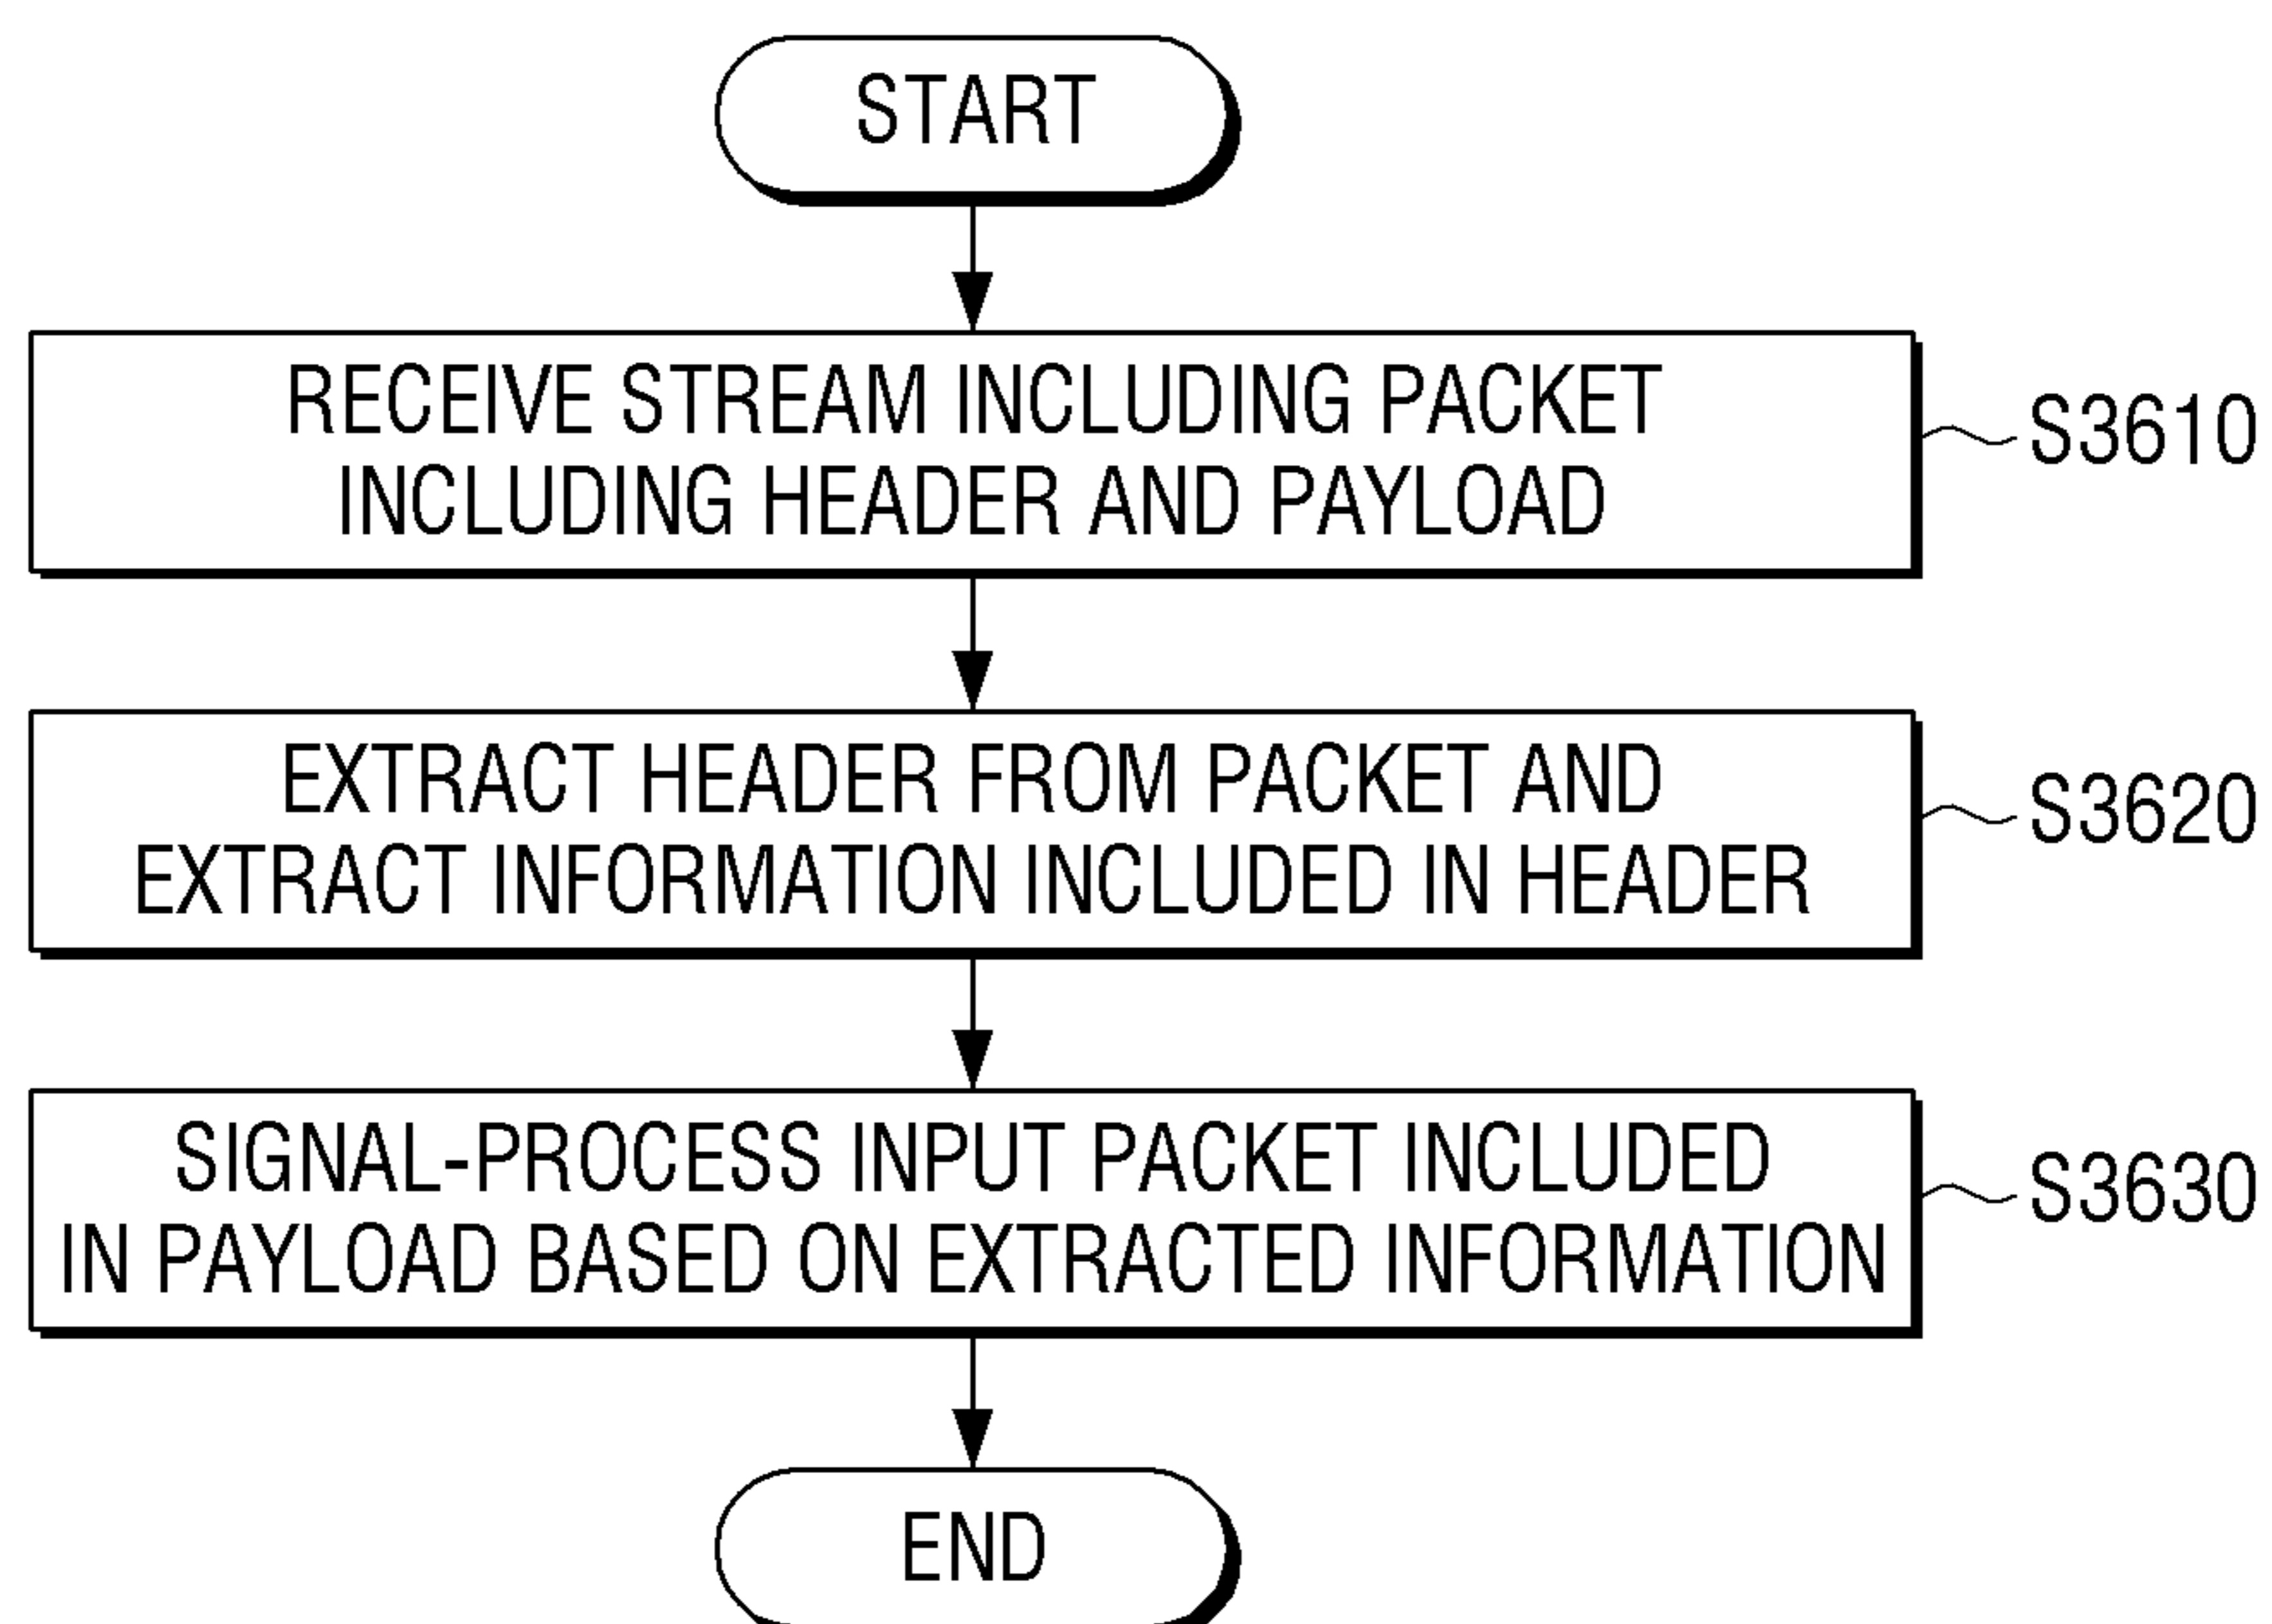 START
RECEIVE STREAM INCLUDING PACKET
INCLUDING HEADER AND PAYLOAD
S3610
EXTRACT HEADER FROM PACKET AND
EXTRACT INFORMATION INCLUDED IN HEADER
S3620
SIGNAL-PROCESS INPUT PACKET INCLUDED
IN PAYLOAD BASED ON EXTRACTED INFORMATION
S3630
END